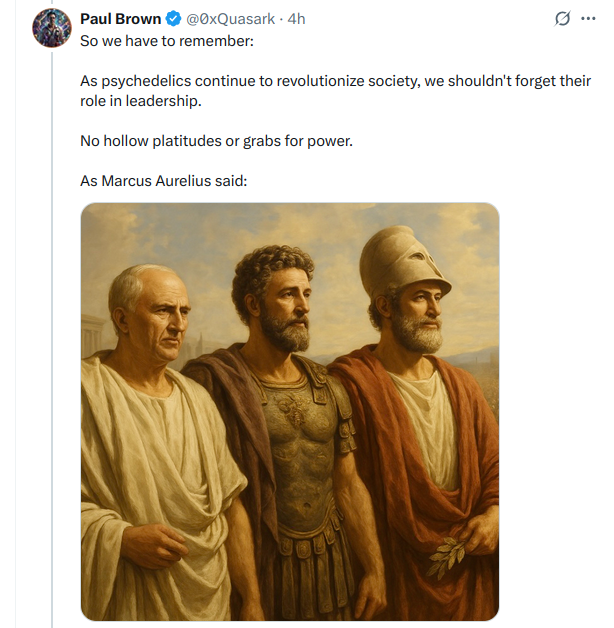 Paul Brown @0xQuasark · 4h
So we have to remember:
As psychedelics continue to revolutionize society, we shouldn't forget their
role in leadership.
No hollow platitudes or grabs for power.
As Marcus Aurelius said: